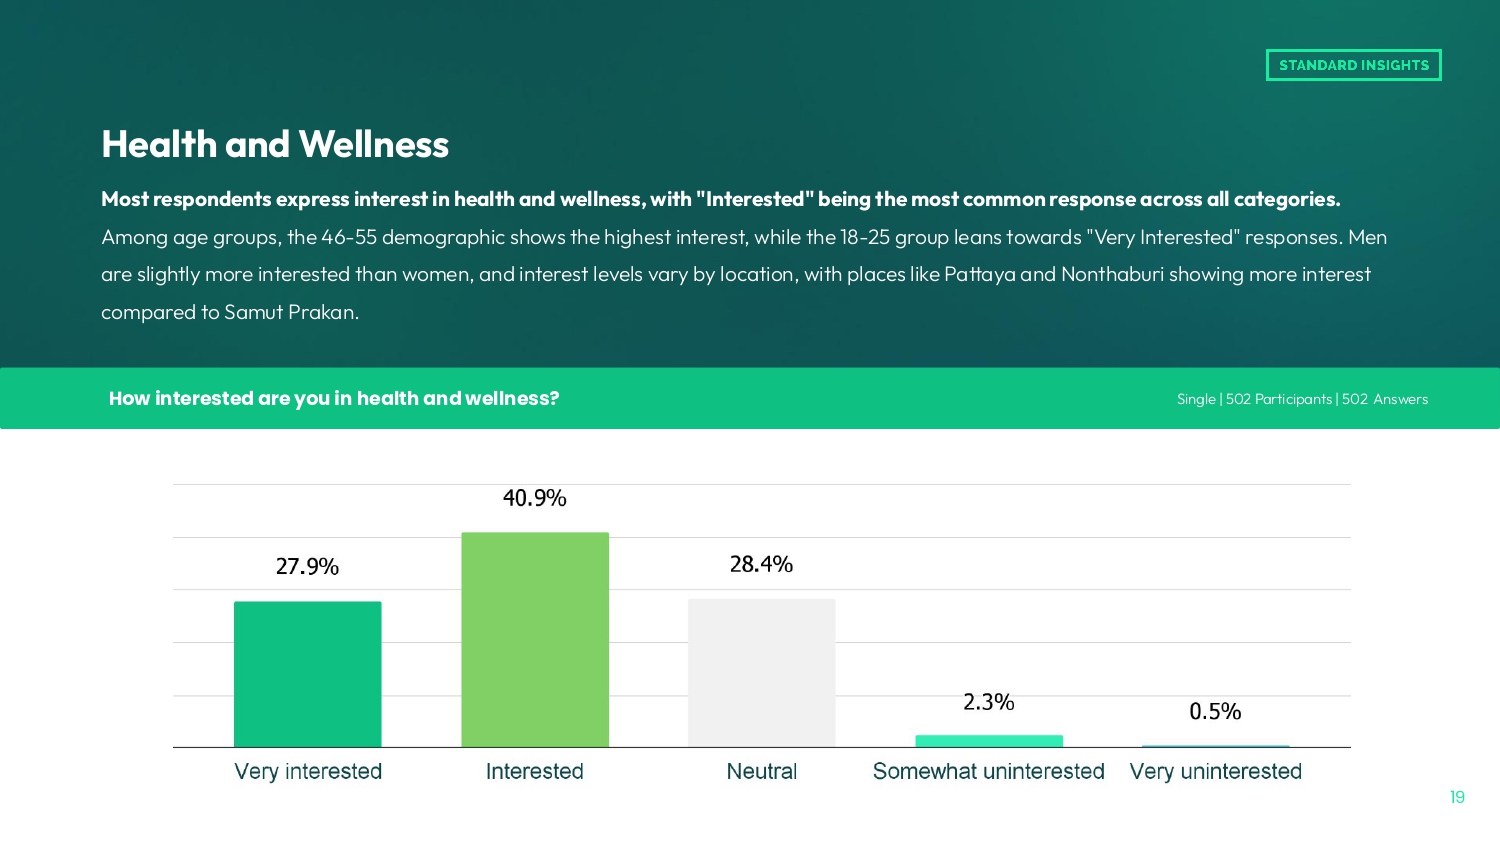 STANDARD INSIGHTS
Health and Wellness
Most respondents express interest in health and wellness, with "Interested" being the most common response across all categories.
Among age groups, the 46-55 demographic shows the highest interest, while the 18-25 group leans towards "Very Interested" responses. Men
are slightly more interested than women, and interest levels vary by location, with places like Pattaya and Nonthaburi showing more interest
compared to Samut Prakan.
How interested are you in health and wellness?
Single | 502 Participants | 502 Answers
40.9%
27.9%
28.4%
2.3%
0.5%
Very interested
Interested
Neutral
Somewhat uninterested
Very uninterested
19